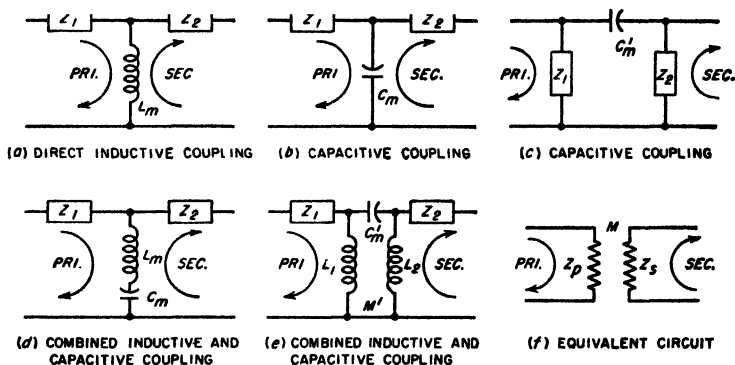 Z1 Z2
PRI. SEC
Lm
(a) DIRECT INDUCTIVE COUPLING
Z1 Z2
PRI SEC.
Cm
(b) CAPACITIVE COUPLING
C'm
PRI. Z1 Z2 SEC.
(c) CAPACITIVE COUPLING
Z1 Z2
PRI. Lm SEC.
Cm
(d) COMBINED INDUCTIVE AND
CAPACITIVE COUPLING
Z1 Z2
C'm
PRI L1 L2 SEC.
M'
(e) COMBINED INDUCTIVE AND
CAPACITIVE COUPLING
M
PRI. Zp Zs SEC.
(f) EQUIVALENT CIRCUIT